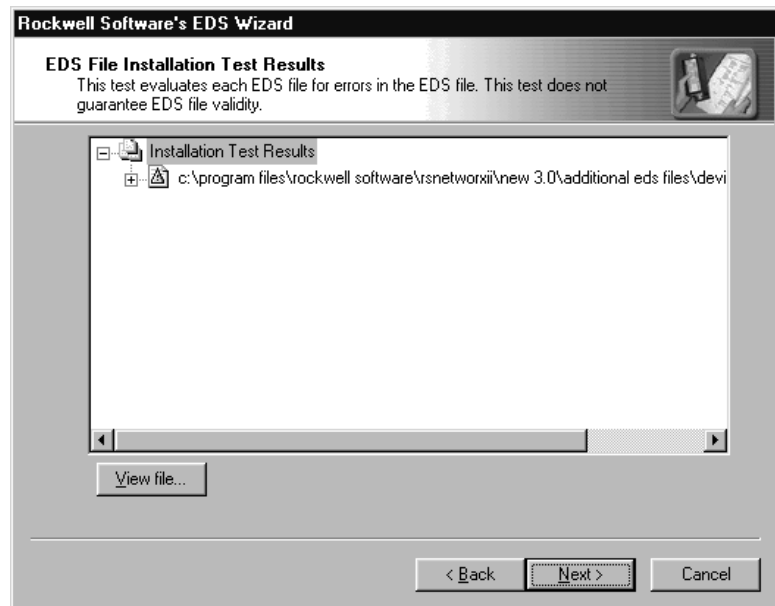 Rockwell Software's EDS Wizard
EDS File Installation Test Results
This test evaluates each EDS file for errors in the EDS file. This test does not
guarantee EDS file validity.
Installation Test Results
c:\program files\rockwell software\rsnetworxii\new 3.0\additional eds files\devi
View file...
< Back
Next >
Cancel